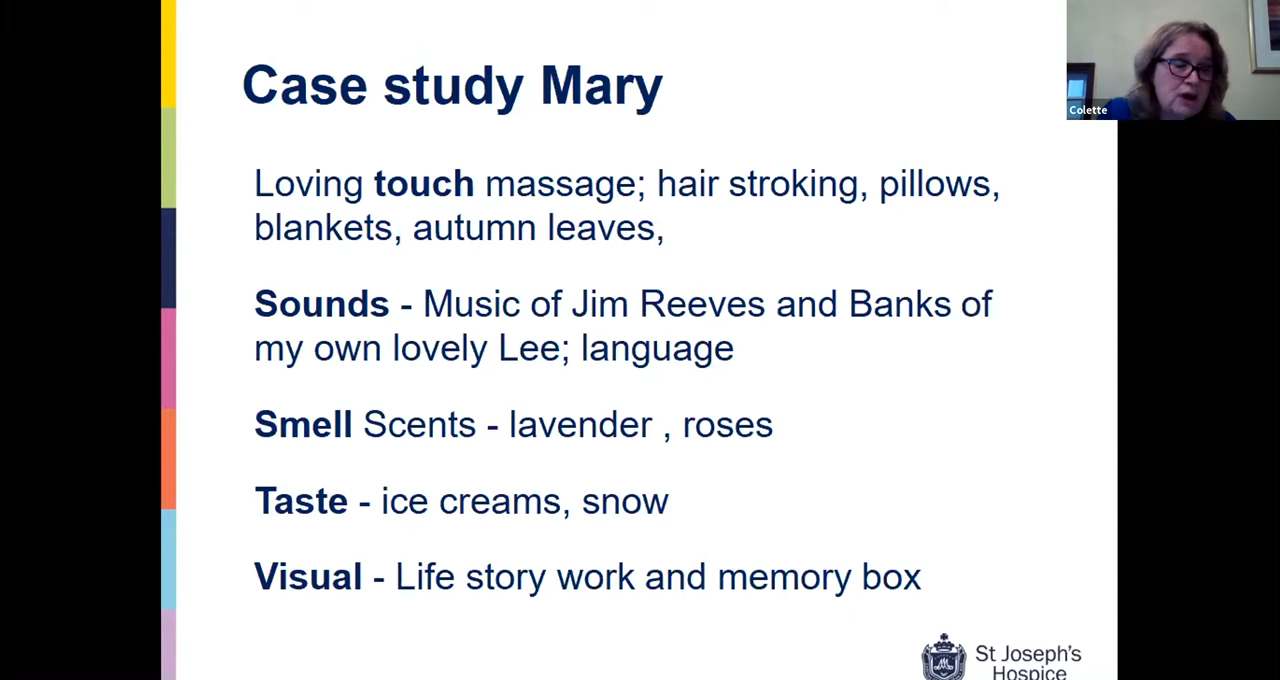 Case study Mary
Colette
Loving touch massage; hair stroking, pillows,
blankets, autumn leaves,
Sounds - Music of Jim Reeves and Banks of
my own lovely Lee; language
Smell Scents - lavender , roses
Taste - ice creams, snow
Visual - Life story work and memory box
St Joseph's
Hospice